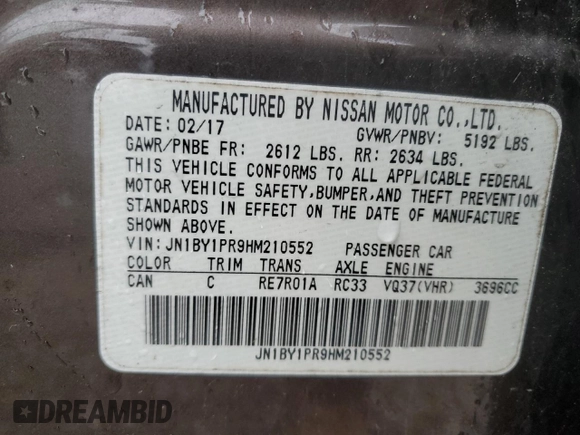 MANUFACTURED BY NISSAN MOTOR CO.,LTD.
DATE: 02/17 GVWR/PNBV: 5192 LBS.
GAWR/PNBE FR: 2612 LBS. RR: 2634 LBS.
THIS VEHICLE CONFORMS TO ALL APPLICABLE FEDERAL
MOTOR VEHICLE SAFETY,BUMPER,AND THEFT PREVENTION
STANDARDS IN EFFECT ON THE DATE OF MANUFACTURE
SHOWN ABOVE.
VIN: JN1BY1PR9HM210552 PASSENGER CAR
COLOR TRIM TRANS AXLE ENGINE
CAN C RE7R01A RC33 VQ37(VHR) 3696CC
JN1BY1PR9HM210552
DREAMBID